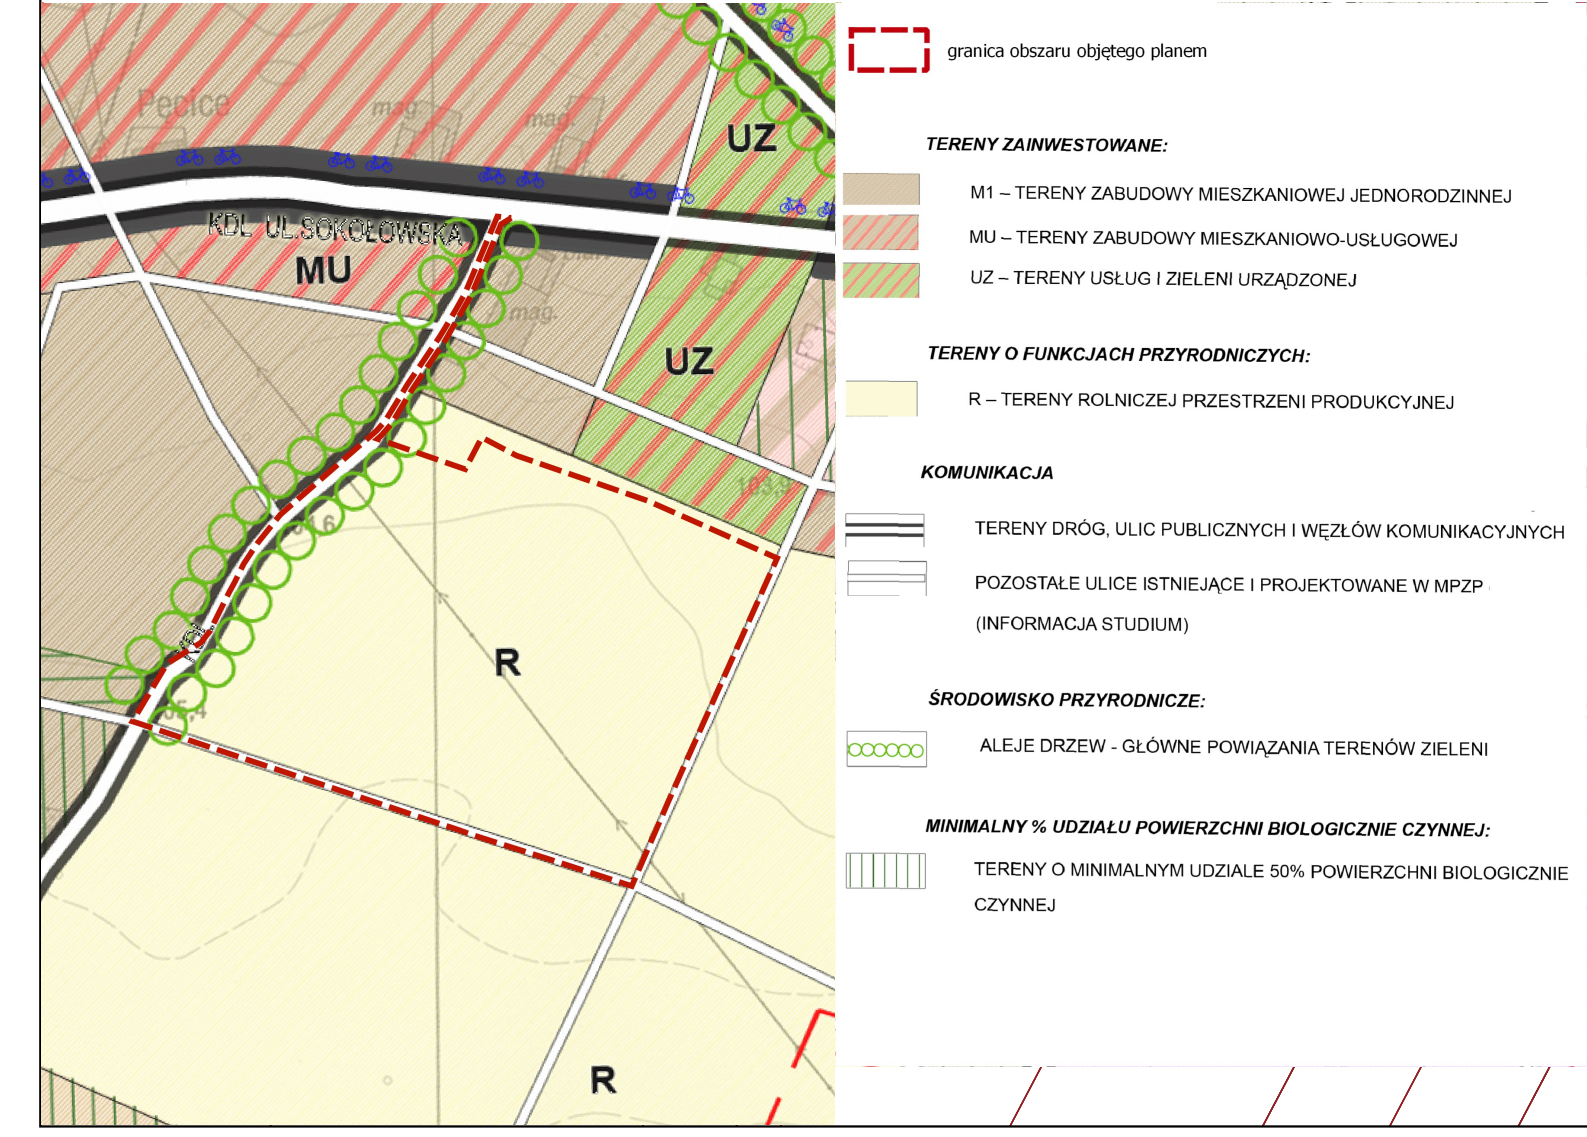 Pęcice
mag.
mag.
UZ
KDL UL.SOKOŁOWSKA
MU
mag.
UZ
103,9
R
R
granica obszaru objętego planem
TERENY ZAINWESTOWANE:
M1 – TERENY ZABUDOWY MIESZKANIOWEJ JEDNORODZINNEJ
MU – TERENY ZABUDOWY MIESZKANIOWO-USŁUGOWEJ
UZ – TERENY USŁUG I ZIELENI URZĄDZONEJ
TERENY O FUNKCJACH PRZYRODNICZYCH:
R – TERENY ROLNICZEJ PRZESTRZENI PRODUKCYJNEJ
KOMUNIKACJA
TERENY DRÓG, ULIC PUBLICZNYCH I WĘZŁÓW KOMUNIKACYJNYCH
POZOSTAŁE ULICE ISTNIEJĄCE I PROJEKTOWANE W MPZP
(INFORMACJA STUDIUM)
ŚRODOWISKO PRZYRODNICZE:
ALEJE DRZEW - GŁÓWNE POWIĄZANIA TERENÓW ZIELENI
MINIMALNY % UDZIAŁU POWIERZCHNI BIOLOGICZNIE CZYNNEJ:
TERENY O MINIMALNYM UDZIALE 50% POWIERZCHNI BIOLOGICZNIE
CZYNNEJ